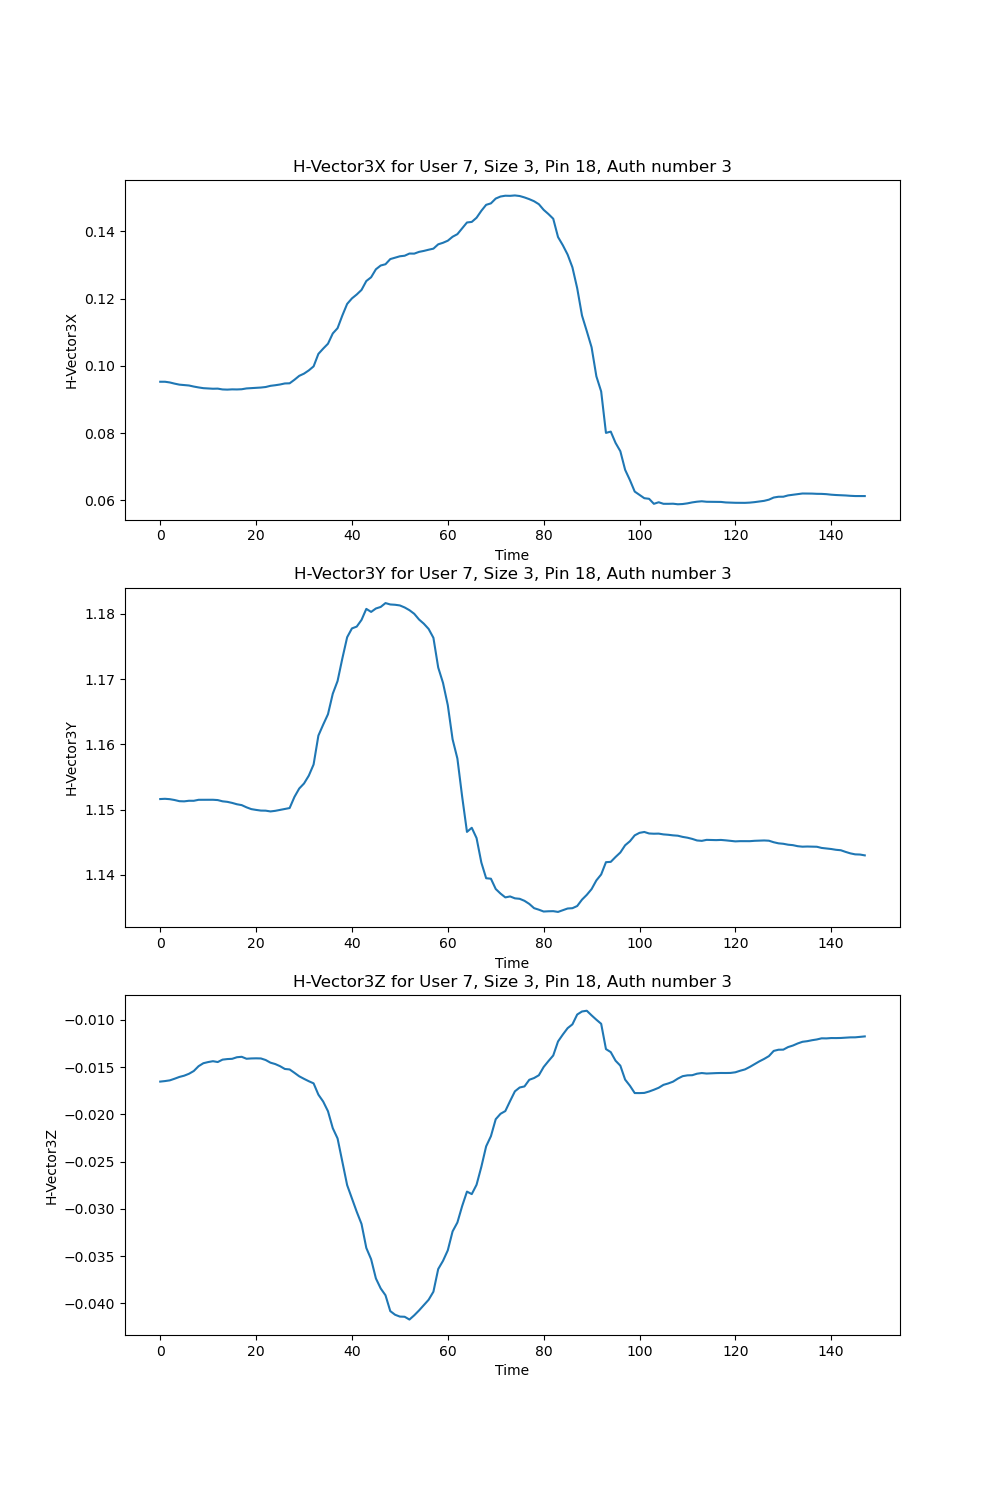 H-Vector3X for User 7, Size 3, Pin 18, Auth number 3
H-Vector3X
0.14
0.12
0.10
0.08
0.06
0 20 40 60 80 100 120 140
Time
H-Vector3Y for User 7, Size 3, Pin 18, Auth number 3
H-Vector3Y
1.18
1.17
1.16
1.15
1.14
0 20 40 60 80 100 120 140
Time
H-Vector3Z for User 7, Size 3, Pin 18, Auth number 3
H-Vector3Z
−0.010
−0.015
−0.020
−0.025
−0.030
−0.035
−0.040
0 20 40 60 80 100 120 140
Time